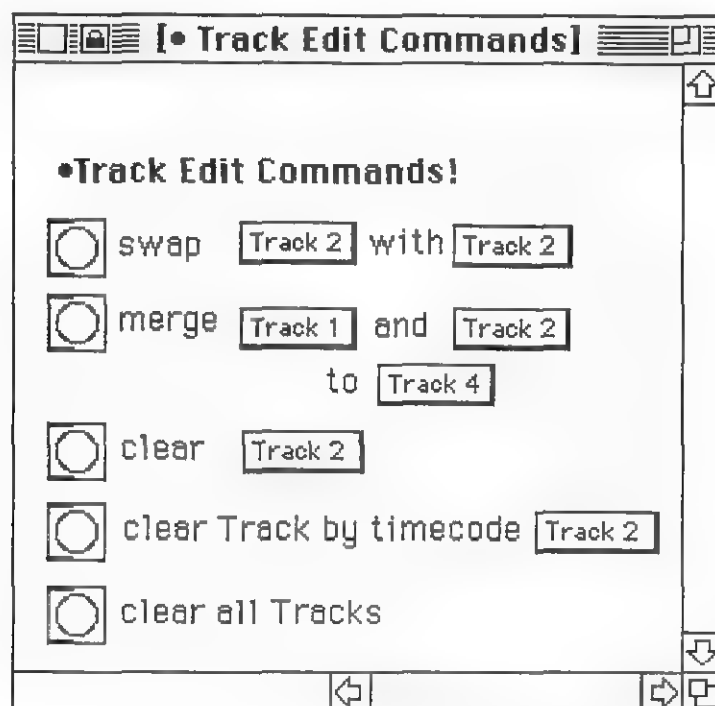 [• Track Edit Commands]
•Track Edit Commands!
swap Track 2 with Track 2
merge Track 1 and Track 2
to Track 4
clear Track 2
clear Track by timecode Track 2
clear all Tracks